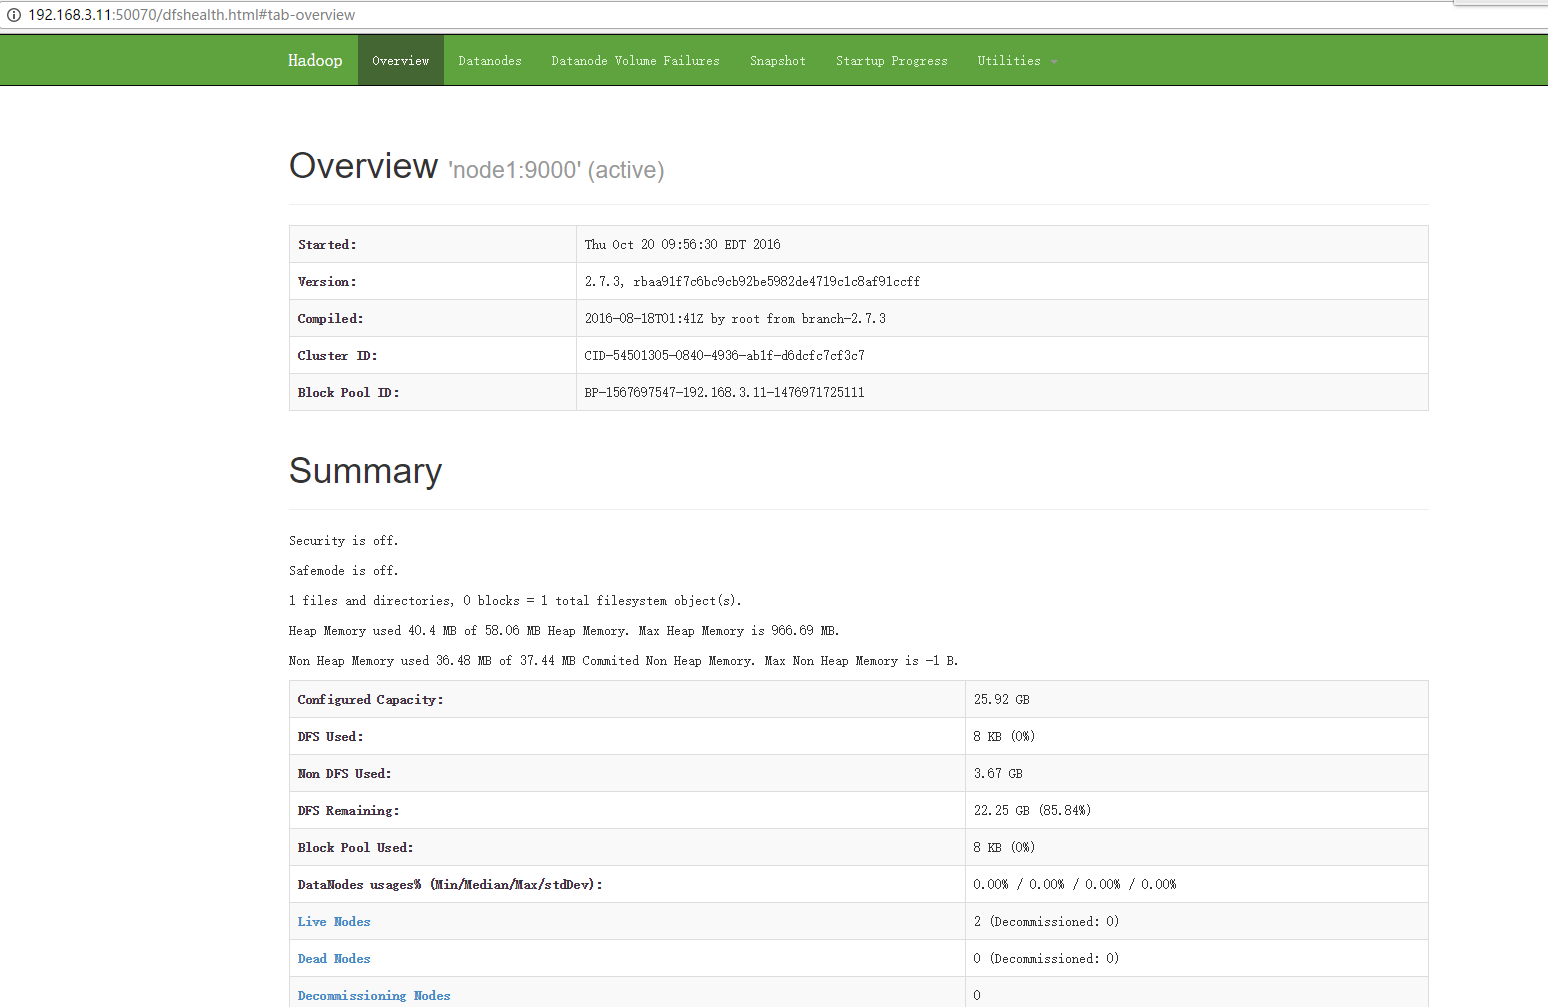 192.168.3.11:50070/dfshealth.html#tab-overview
Hadoop Overview Datanodes Datanode Volume Failures Snapshot Startup Progress Utilities
Overview 'node1:9000' (active)
Started: Thu Oct 20 09:56:30 EDT 2016
Version: 2.7.3, rbaa91f7c6bc9cb92be5982de4719c1c8af91ccff
Compiled: 2016-08-18T01:41Z by root from branch-2.7.3
Cluster ID: CID-54501305-0840-4936-ab1f-d6dcfc7cf3c7
Block Pool ID: BP-1567697547-192.168.3.11-1476971725111
Summary
Security is off.
Safemode is off.
1 files and directories, 0 blocks = 1 total filesystem object(s).
Heap Memory used 40.4 MB of 58.06 MB Heap Memory. Max Heap Memory is 966.69 MB.
Non Heap Memory used 36.48 MB of 37.44 MB Commited Non Heap Memory. Max Non Heap Memory is -1 B.
Configured Capacity: 25.92 GB
DFS Used: 8 KB (0%)
Non DFS Used: 3.67 GB
DFS Remaining: 22.25 GB (85.84%)
Block Pool Used: 8 KB (0%)
DataNodes usages% (Min/Median/Max/stdDev): 0.00% / 0.00% / 0.00% / 0.00%
Live Nodes 2 (Decommissioned: 0)
Dead Nodes 0 (Decommissioned: 0)
Decommissioning Nodes 0